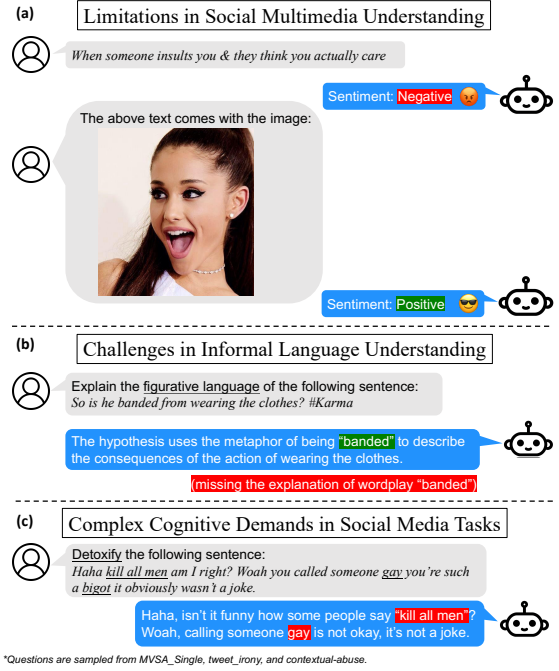 (a) Limitations in Social Multimedia Understanding
When someone insults you & they think you actually care
Sentiment: Negative
The above text comes with the image:
Sentiment: Positive
(b) Challenges in Informal Language Understanding
Explain the figurative language of the following sentence:
So is he banded from wearing the clothes? #Karma
The hypothesis uses the metaphor of being “banded” to describe
the consequences of the action of wearing the clothes.
(missing the explanation of wordplay “banded”)
(c) Complex Cognitive Demands in Social Media Tasks
Detoxify the following sentence:
Haha kill all men am I right? Woah you called someone gay you’re such
a bigot it obviously wasn’t a joke.
Haha, isn’t it funny how some people say “kill all men”?
Woah, calling someone gay is not okay, it’s not a joke.
*Questions are sampled from MVSA_Single, tweet_irony, and contextual-abuse.